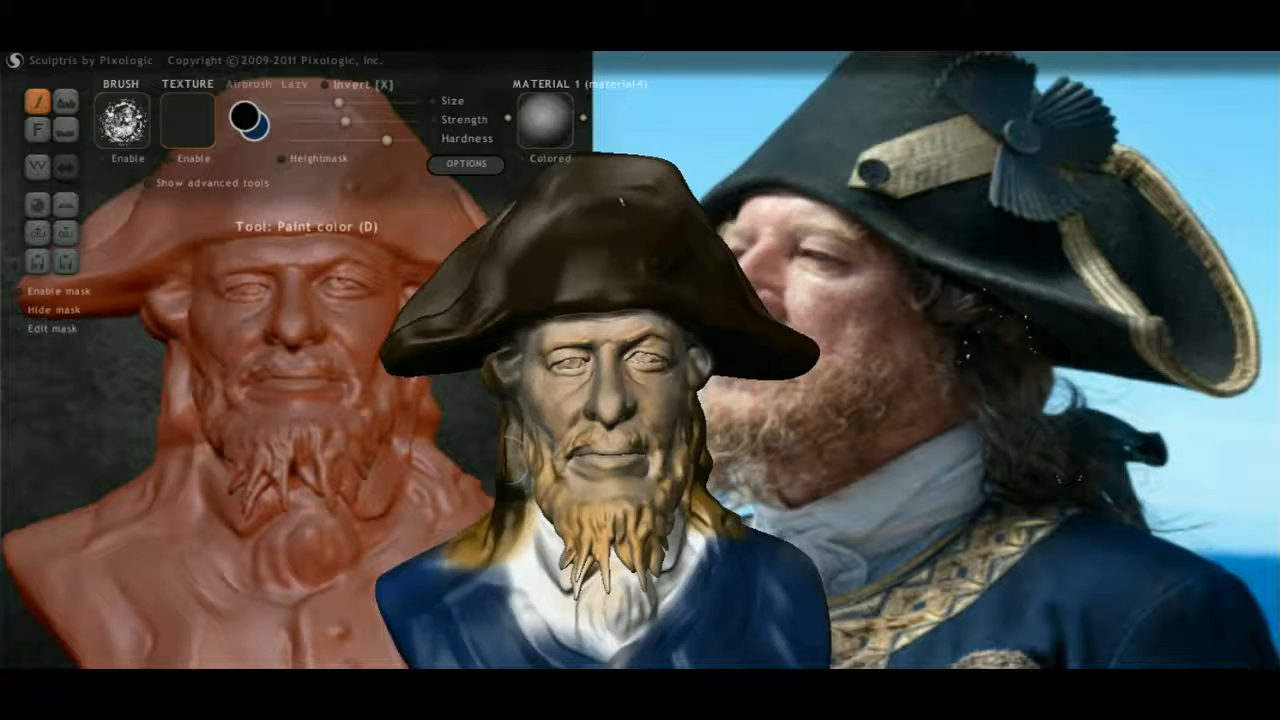 Sculptris by Pixologic Copyright © 2009-2011 Pixologic, Inc.
BRUSH TEXTURE Airbrush Lazy Invert [X] MATERIAL 1 (material4)
Size
Strength
Hardness
Enable Enable Heightmask OPTIONS Colored
Show advanced tools
Tool: Paint color (D)
Enable mask
Hide mask
Edit mask
F
W